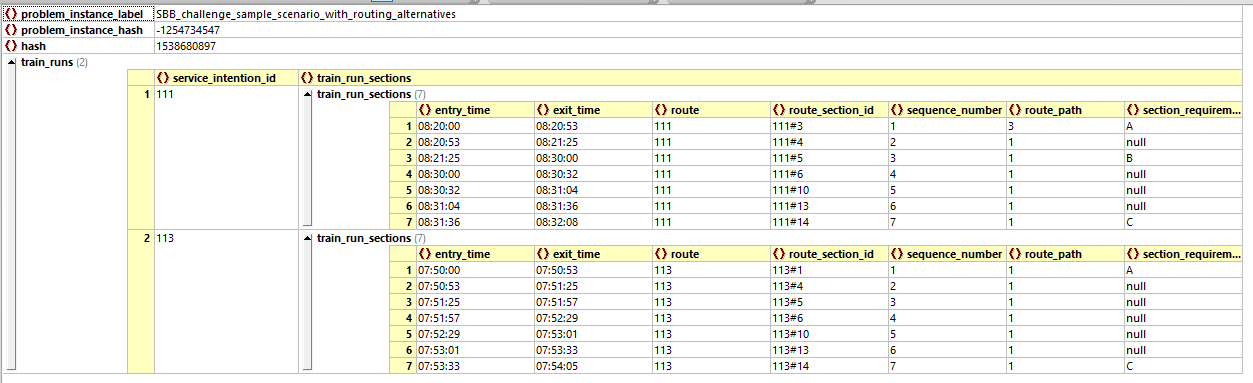 problem_instance_label SBB_challenge_sample_scenario_with_routing_alternatives
problem_instance_hash -1254734547
hash 1538680897
train_runs (2)
service_intention_id train_run_sections
1 111 train_run_sections (7)
entry_time exit_time route route_section_id sequence_number route_path section_requirem...
1 08:20:00 08:20:53 111 111#3 1 3 A
2 08:20:53 08:21:25 111 111#4 2 1 null
3 08:21:25 08:30:00 111 111#5 3 1 B
4 08:30:00 08:30:32 111 111#6 4 1 null
5 08:30:32 08:31:04 111 111#10 5 1 null
6 08:31:04 08:31:36 111 111#13 6 1 null
7 08:31:36 08:32:08 111 111#14 7 1 C
2 113 train_run_sections (7)
entry_time exit_time route route_section_id sequence_number route_path section_requirem...
1 07:50:00 07:50:53 113 113#1 1 1 A
2 07:50:53 07:51:25 113 113#4 2 1 null
3 07:51:25 07:51:57 113 113#5 3 1 null
4 07:51:57 07:52:29 113 113#6 4 1 null
5 07:52:29 07:53:01 113 113#10 5 1 null
6 07:53:01 07:53:33 113 113#13 6 1 null
7 07:53:33 07:54:05 113 113#14 7 1 C